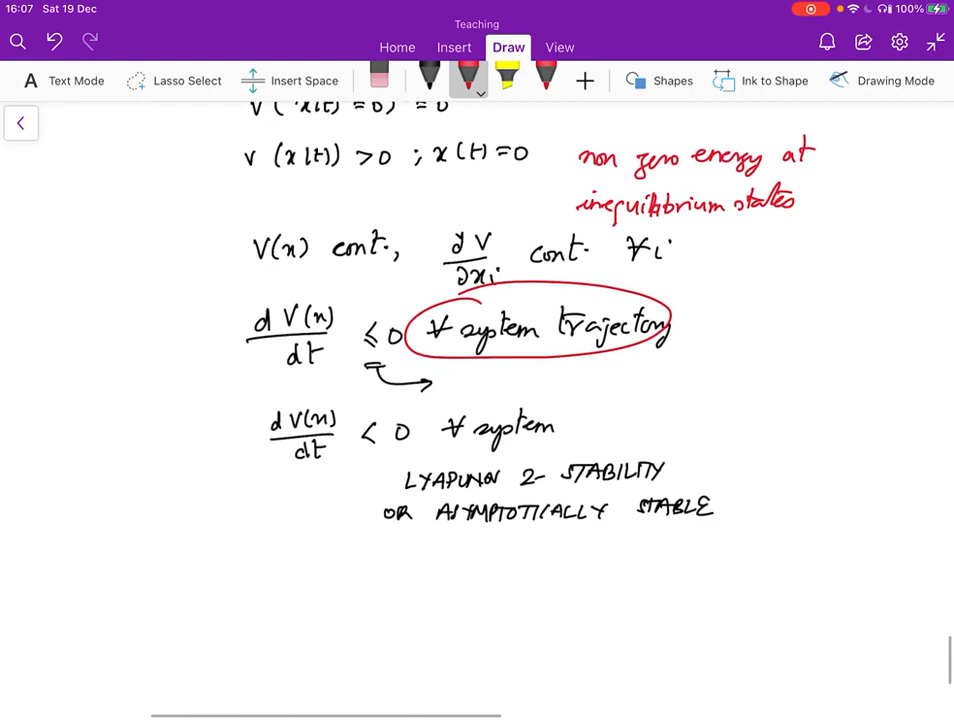 16:07 Sat 19 Dec
100%
Teaching
Home Insert Draw View
Text Mode Lasso Select Insert Space Shapes Ink to Shape Drawing Mode
V(x(t)=0) = 0
V(x(t)) > 0 ; x(t) = 0
non zero energy at
inequilibrium states
V(x) cont., ∂V/∂xi cont. ∀i
dV(x)/dt ≤ 0 ∀ system trajectory
dV(x)/dt < 0 ∀ system
LYAPUNOV 2- STABILITY
OR ASYMPTOTICALLY STABLE